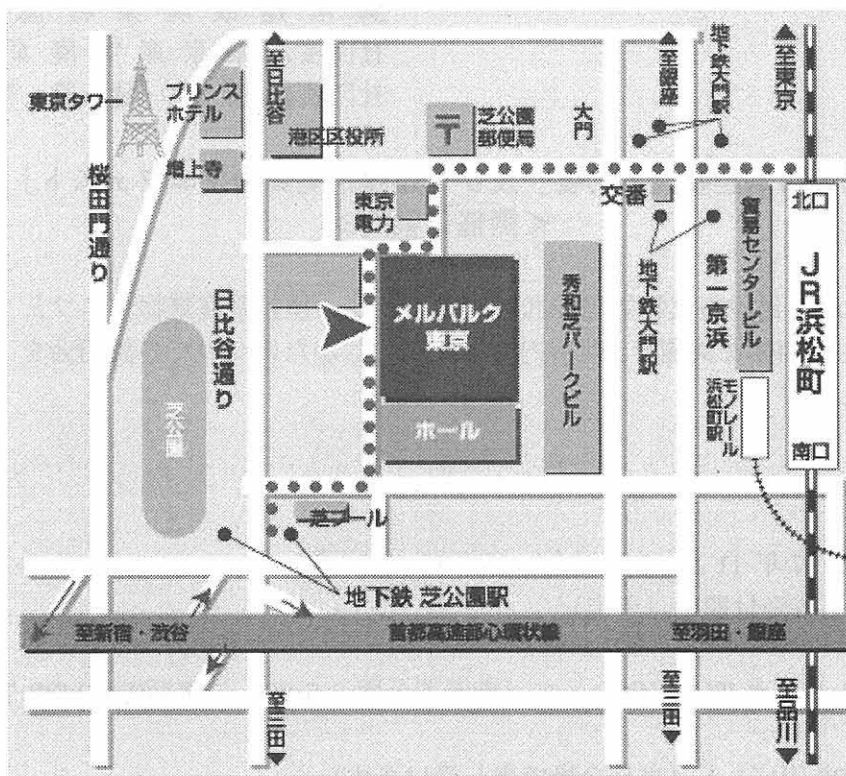 至日比谷
至銀座
地下鉄大門駅
至東京
東京タワー
プリンス
ホテル
港区区役所
〒
芝公園
郵便局
大門
増上寺
桜田門通り
東京
電力
交番
北口
貿易センタービル
JR浜松町
日比谷通り
メルパルク
東京
秀和芝パークビル
地下鉄大門駅
第一京浜
モノレール
浜松町駅
芝公園
ホール
南口
芝プール
地下鉄 芝公園駅
至新宿・渋谷
首都高速都心環状線
至羽田・銀座
至三田
至三田
至品川